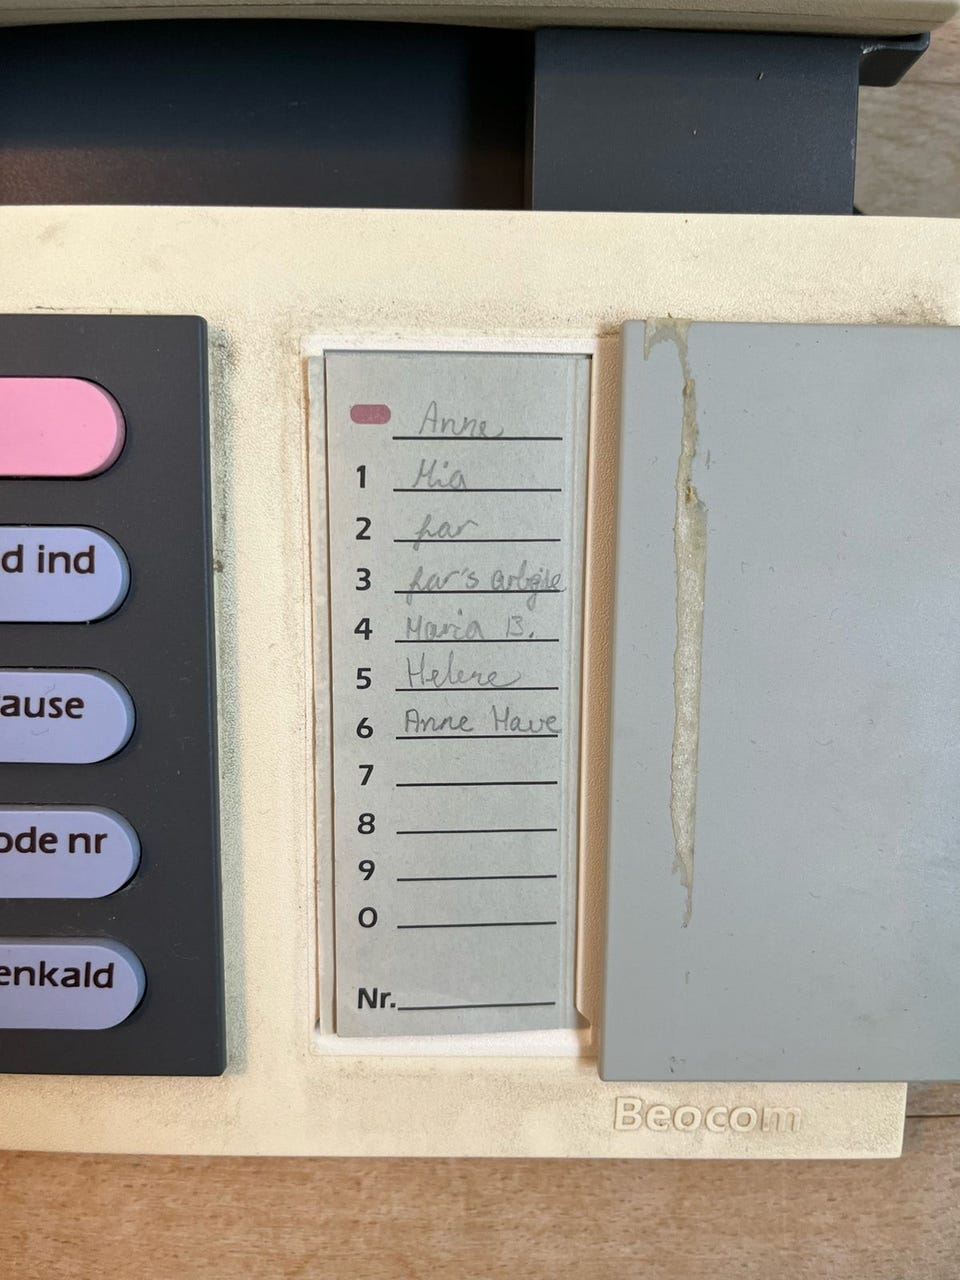 Anne
1 Mia
2 far
3 far's
4 Maria B.
5 Helene
6 Anne Have
7
8
9
0
Nr.
d ind
ause
ode nr
enkald
Beocom